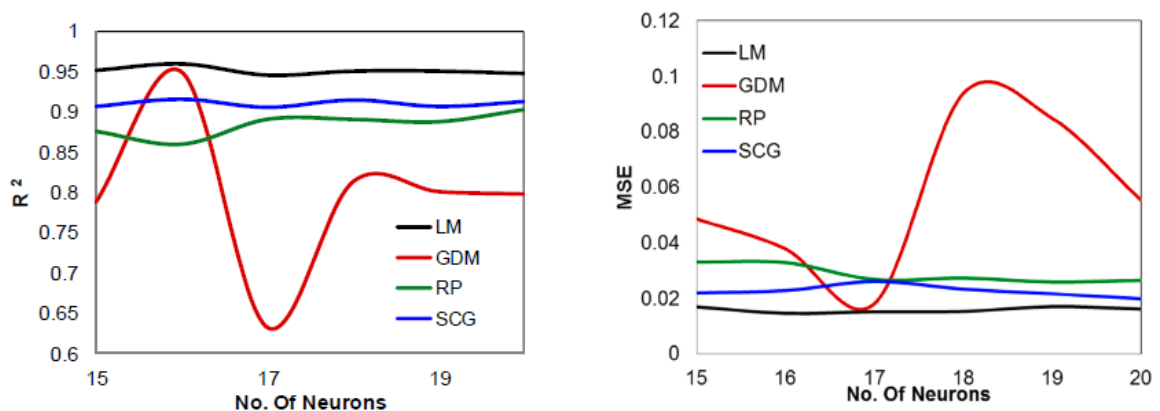 1
0.95
0.9
0.85
0.8
0.75
0.7
0.65
0.6
R ²
LM
GDM
RP
SCG
15 17 19
No. Of Neurons
0.12
0.1
0.08
0.06
0.04
0.02
0
MSE
LM
GDM
RP
SCG
15 16 17 18 19 20
No. Of Neurons